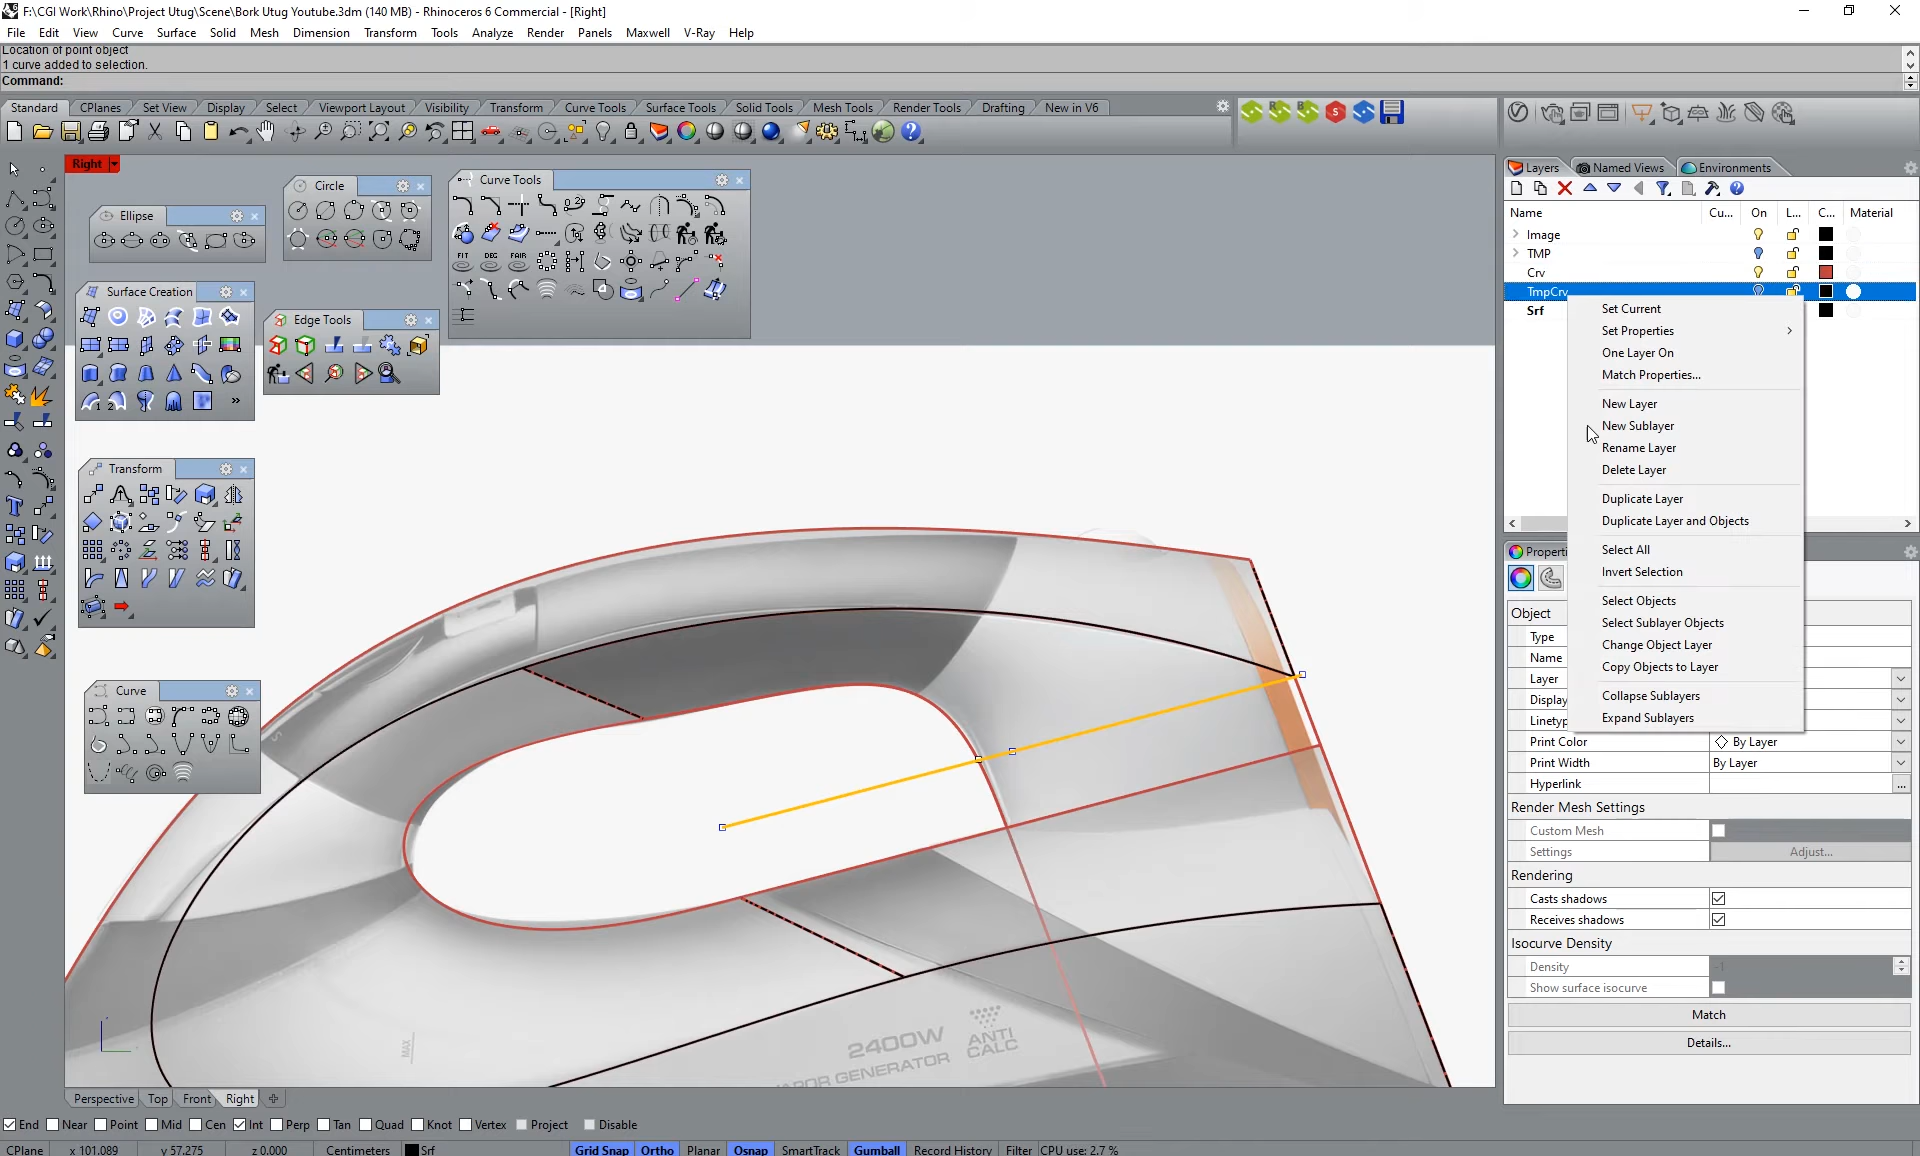 F:\CGI Work\Rhino\Project Utug\Scene\Bork Utug Youtube.3dm (140 MB) - Rhinoceros 6 Commercial - [Right]
File Edit View Curve Surface Solid Mesh Dimension Transform Tools Analyze Render Panels Maxwell V-Ray Help
Location of point object
1 curve added to selection.
Command:
Standard CPlanes Set View Display Select Viewport Layout Visibility Transform Curve Tools Surface Tools Solid Tools Mesh Tools Render Tools Drafting New in V6
Right
Ellipse
Circle
Curve Tools
FIT DEG FAIR
Surface Creation
Edge Tools
Transform
Curve
2400W
ANTI
CALC
GENERATOR
MAX
Layers Named Views Environments
Name Cu... On L... C... Material
Image
TMP
Crv
TmpCrv
Srf
Set Current
Set Properties
One Layer On
Match Properties...
New Layer
New Sublayer
Rename Layer
Delete Layer
Duplicate Layer
Duplicate Layer and Objects
Select All
Invert Selection
Select Objects
Select Sublayer Objects
Change Object Layer
Copy Objects to Layer
Collapse Sublayers
Expand Sublayers
Properti
Object
Type
Name
Layer
Display
Linetyp
Print Color By Layer
Print Width By Layer
Hyperlink ...
Render Mesh Settings
Custom Mesh
Settings Adjust...
Rendering
Casts shadows
Receives shadows
Isocurve Density
Density -1
Show surface isocurve
Match
Details...
Perspective Top Front Right
End Near Point Mid Cen Int Perp Tan Quad Knot Vertex Project Disable
CPlane x 101.089 y 57.275 z 0.000 Centimeters Srf Grid Snap Ortho Planar Osnap SmartTrack Gumball Record History Filter CPU use: 2.7 %